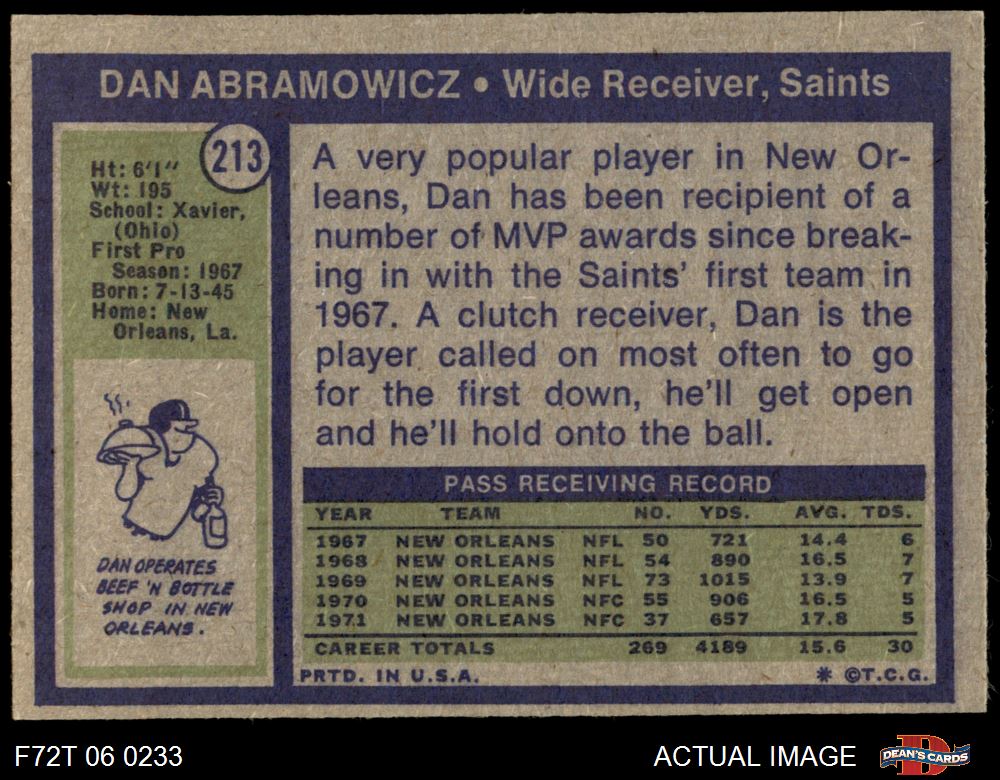 DAN ABRAMOWICZ • Wide Receiver, Saints
213
Ht: 6'1"
Wt: 195
School: Xavier,
(Ohio)
First Pro
Season: 1967
Born: 7-13-45
Home: New
Orleans, La.
DAN OPERATES
BEEF 'N BOTTLE
SHOP IN NEW
ORLEANS.
A very popular player in New Or-
leans, Dan has been recipient of a
number of MVP awards since break-
ing in with the Saints' first team in
1967. A clutch receiver, Dan is the
player called on most often to go
for the first down, he'll get open
and he'll hold onto the ball.
PASS RECEIVING RECORD
YEAR TEAM NO. YDS. AVG. TDS.
1967 NEW ORLEANS NFL 50 721 14.4 6
1968 NEW ORLEANS NFL 54 890 16.5 7
1969 NEW ORLEANS NFL 73 1015 13.9 7
1970 NEW ORLEANS NFC 55 906 16.5 5
1971 NEW ORLEANS NFC 37 657 17.8 5
CAREER TOTALS 269 4189 15.6 30
PRTD. IN U.S.A. * ©T.C.G.
F72T 06 0233 ACTUAL IMAGE DEAN'S CARDS